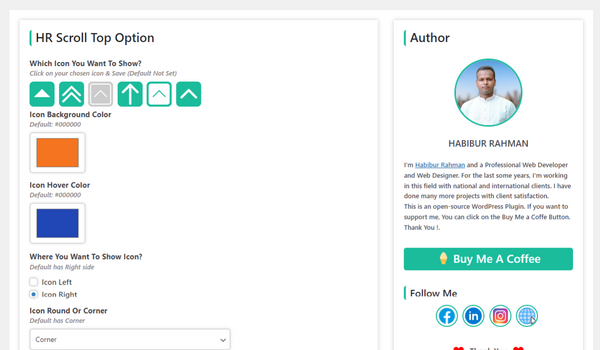 HR Scroll Top Option
Which Icon You Want To Show?
Click on your chosen icon & Save (Default Not Set)
Icon Background Color
Default: #000000
Icon Hover Color
Default: #000000
Where You Want To Show Icon?
Default has Right side
Icon Left
Icon Right
Icon Round Or Corner
Default has Corner
Corner
Author
HABIBUR RAHMAN
I'm Habibur Rahman and a Professional Web Developer
and Web Designer. For the last some years, I'm working
in this field with national and international clients. I have
done many more projects with client satisfaction.
This is an open-source WordPress Plugin. If you want to
support me, You can click on the Buy Me a Coffe Button.
Thank You !.
Buy Me A Coffee
Follow Me